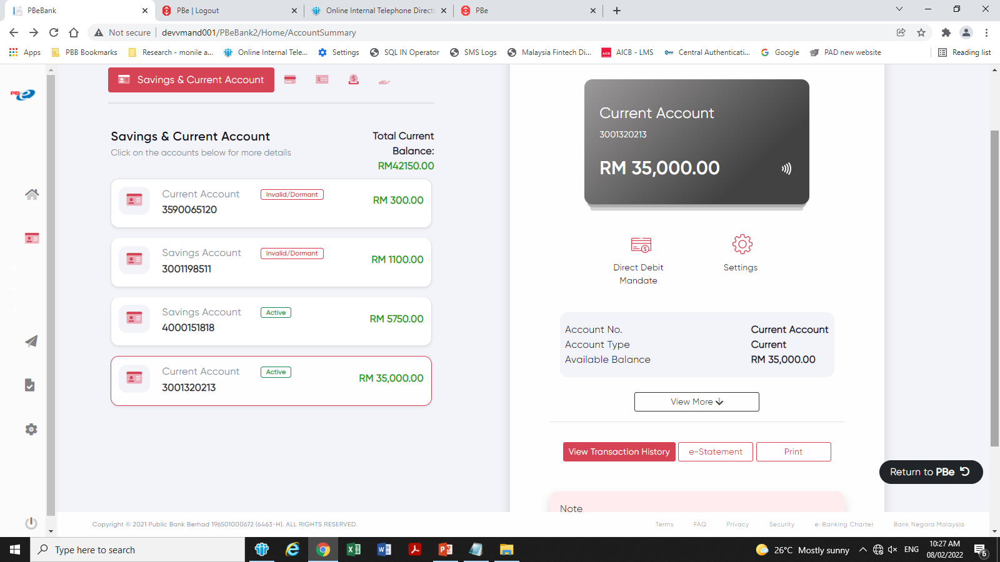 PBeBank
PBe | Logout
Online Internal Telephone Directo
PBe
Not secure
devvmand001/PBeBank2/Home/AccountSummary
Apps
PBB Bookmarks
Research - monile a...
Online Internal Tele...
Settings
SQL IN Operator
SMS Logs
Malaysia Fintech Di...
AICB - LMS
Central Authenticati...
Google
PAD new website
Reading list
PBe
Savings & Current Account
Savings & Current Account
Click on the accounts below for more details
Total Current
Balance:
RM42150.00
Current Account
Invalid/Dormant
3590065120
RM 300.00
Savings Account
Invalid/Dormant
3001198511
RM 1100.00
Savings Account
Active
4000151818
RM 5750.00
Current Account
Active
3001320213
RM 35,000.00
Current Account
3001320213
RM 35,000.00
Direct Debit
Mandate
Settings
Account No. Current Account
Account Type Current
Available Balance RM 35,000.00
View More
View Transaction History
e-Statement
Print
Return to PBe
Note
Copyright © 2021 Public Bank Berhad 196501000672 (6463-H). ALL RIGHTS RESERVED.
Terms
FAQ
Privacy
Security
e-Banking Charter
Bank Negara Malaysia
Type here to search
26°C Mostly sunny
ENG
10:27 AM
08/02/2022
6